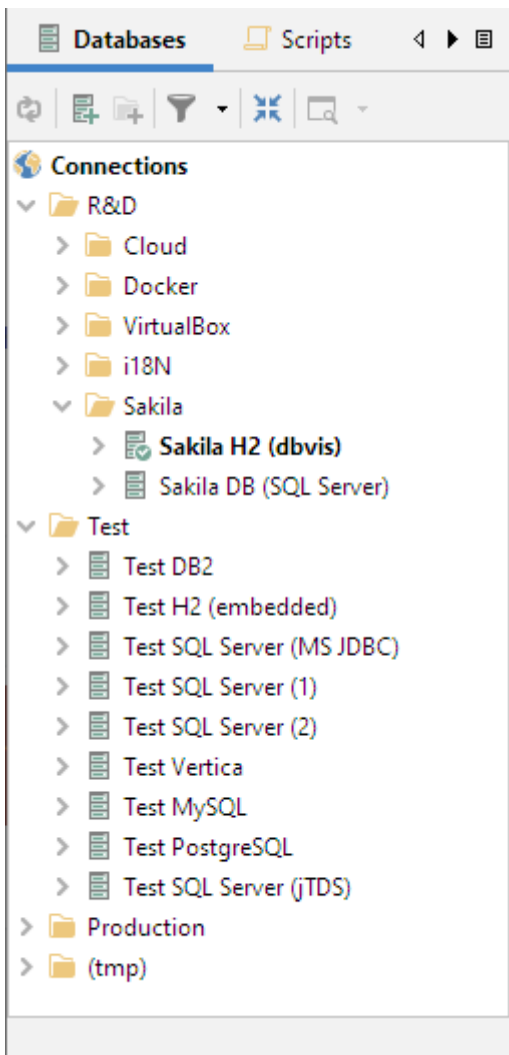 Databases Scripts
Connections
R&D
Cloud
Docker
VirtualBox
i18N
Sakila
Sakila H2 (dbvis)
Sakila DB (SQL Server)
Test
Test DB2
Test H2 (embedded)
Test SQL Server (MS JDBC)
Test SQL Server (1)
Test SQL Server (2)
Test Vertica
Test MySQL
Test PostgreSQL
Test SQL Server (jTDS)
Production
(tmp)